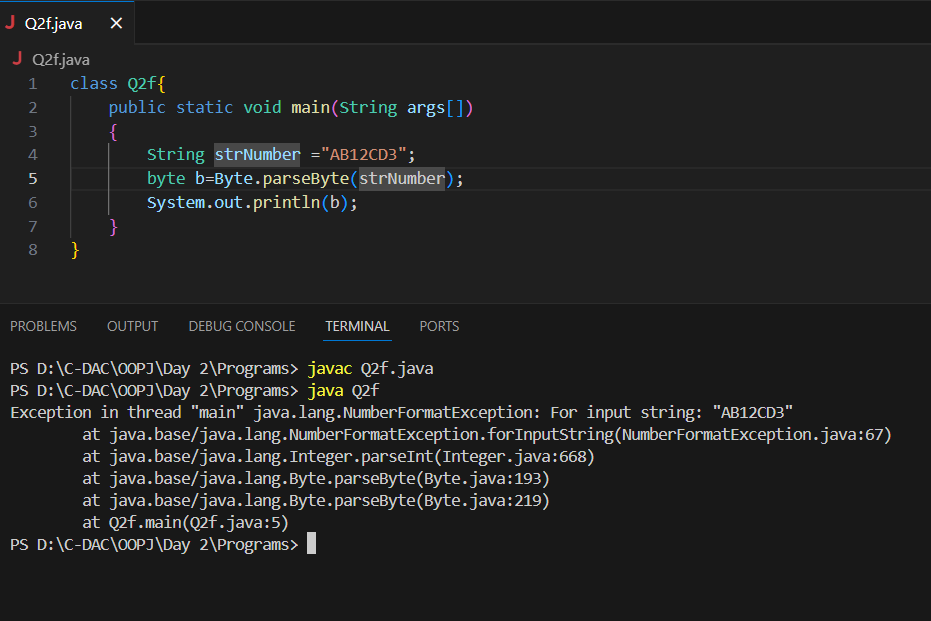 J Q2f.java ×
J Q2f.java
1 class Q2f{
2     public static void main(String args[])
3     {
4         String strNumber ="AB12CD3";
5         byte b=Byte.parseByte(strNumber);
6         System.out.println(b);
7     }
8 }
PROBLEMS OUTPUT DEBUG CONSOLE TERMINAL PORTS
PS D:\C-DAC\OOPJ\Day 2\Programs> javac Q2f.java
PS D:\C-DAC\OOPJ\Day 2\Programs> java Q2f
Exception in thread "main" java.lang.NumberFormatException: For input string: "AB12CD3"
        at java.base/java.lang.NumberFormatException.forInputString(NumberFormatException.java:67)
        at java.base/java.lang.Integer.parseInt(Integer.java:668)
        at java.base/java.lang.Byte.parseByte(Byte.java:193)
        at java.base/java.lang.Byte.parseByte(Byte.java:219)
        at Q2f.main(Q2f.java:5)
PS D:\C-DAC\OOPJ\Day 2\Programs>